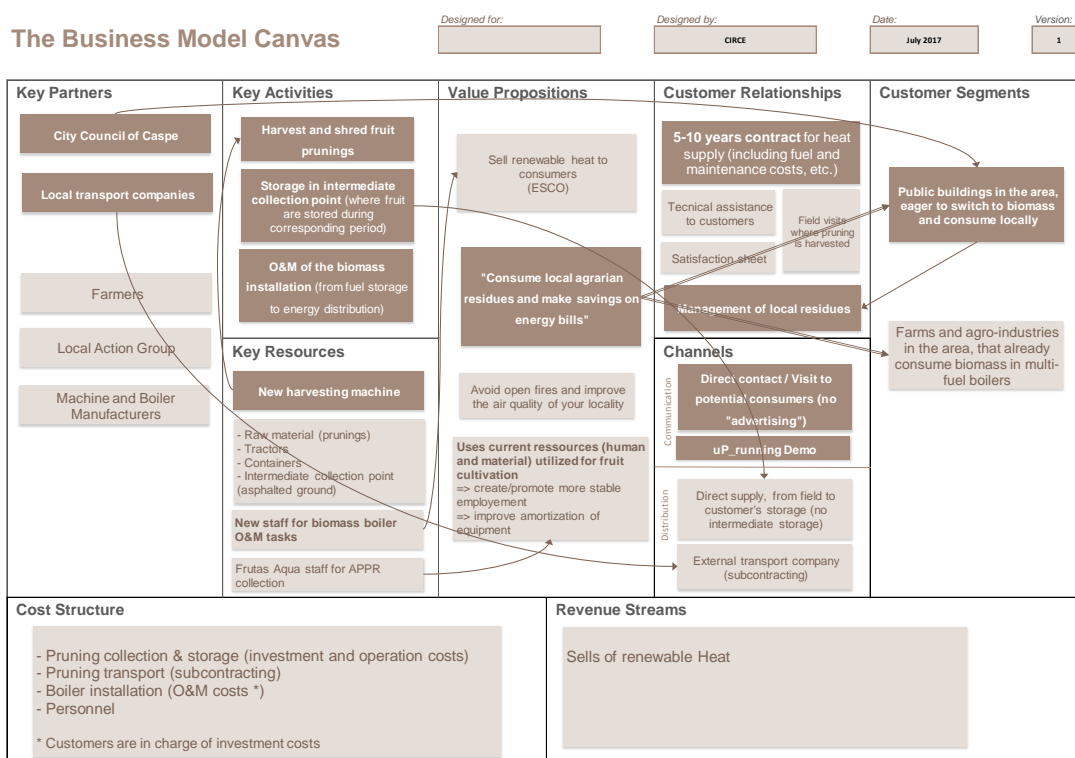 Designed for:
Designed by:
Date:
Version:
The Business Model Canvas
CIRCE
July 2017
1
Key Partners
City Council of Caspe
Local transport companies
Farmers
Local Action Group
Machine and Boiler
Manufacturers
Key Activities
Harvest and shred fruit
prunings
Storage in intermediate
collection point (where fruit
are stored during
corresponding period)
O&M of the biomass
installation (from fuel storage
to energy distribution)
Key Resources
New harvesting machine
- Raw material (prunings)
- Tractors
- Containers
- Intermediate collection point
(asphalted ground)
New staff for biomass boiler
O&M tasks
Frutas Aqua staff for APPR
collection
Value Propositions
Sell renewable heat to
consumers
(ESCO)
"Consume local agrarian
residues and make savings on
energy bills"
Avoid open fires and improve
the air quality of your locality
Uses current ressources (human
and material) utilized for fruit
cultivation
=> create/promote more stable
employement
=> improve amortization of
equipment
Customer Relationships
5-10 years contract for heat
supply (including fuel and
maintenance costs, etc.)
Tecnical assistance
to customers
Field visits
where pruning
is harvested
Satisfaction sheet
Management of local residues
Channels
Communication
Direct contact / Visit to
potential consumers (no
"advertising")
uP_running Demo
Distribution
Direct supply, from field to
customer's storage (no
intermediate storage)
External transport company
(subcontracting)
Customer Segments
Public buildings in the area,
eager to switch to biomass
and consume locally
Farms and agro-industries
in the area, that already
consume biomass in multi-
fuel boilers
Cost Structure
- Pruning collection & storage (investment and operation costs)
- Pruning transport (subcontracting)
- Boiler installation (O&M costs *)
- Personnel
* Customers are in charge of investment costs
Revenue Streams
Sells of renewable Heat